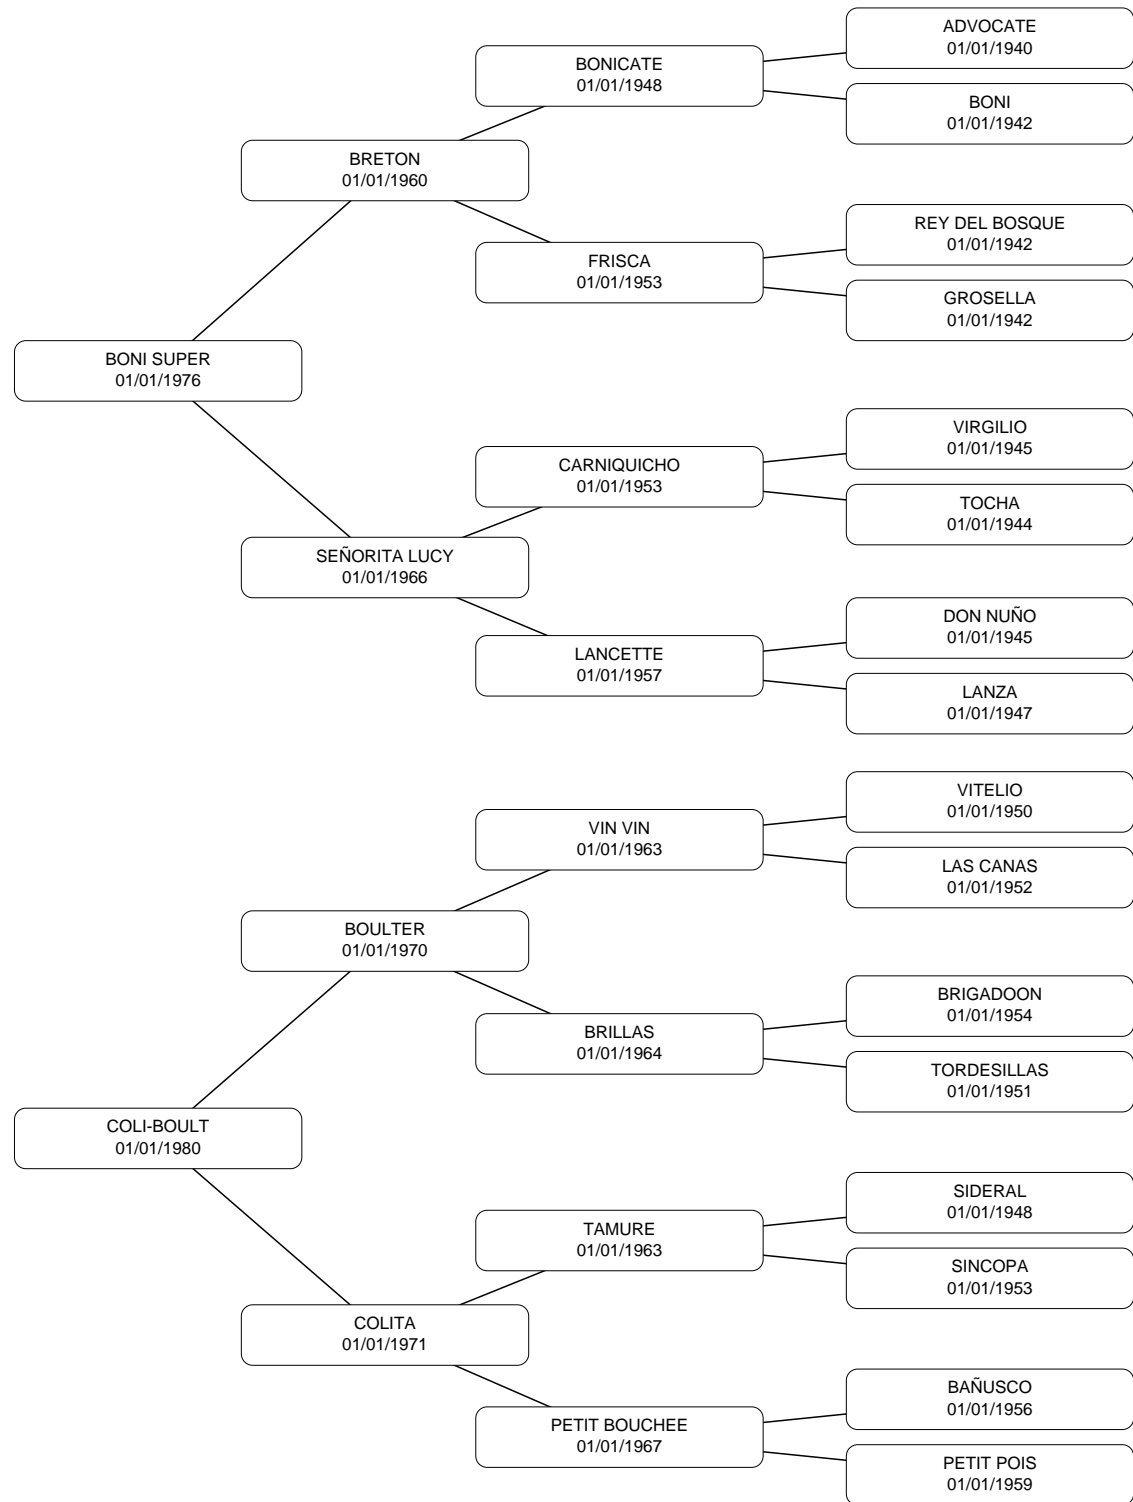 ADVOCATE
01/01/1940
BONICATE
01/01/1948
BONI
01/01/1942
BRETON
01/01/1960
REY DEL BOSQUE
01/01/1942
FRISCA
01/01/1953
GROSELLA
01/01/1942
BONI SUPER
01/01/1976
VIRGILIO
01/01/1945
CARNIQUICHO
01/01/1953
TOCHA
01/01/1944
SEÑORITA LUCY
01/01/1966
DON NUÑO
01/01/1945
LANCETTE
01/01/1957
LANZA
01/01/1947
VITELIO
01/01/1950
VIN VIN
01/01/1963
LAS CANAS
01/01/1952
BOULTER
01/01/1970
BRIGADOON
01/01/1954
BRILLAS
01/01/1964
TORDESILLAS
01/01/1951
COLI-BOULT
01/01/1980
SIDERAL
01/01/1948
TAMURE
01/01/1963
SINCOPA
01/01/1953
COLITA
01/01/1971
BAÑUSCO
01/01/1956
PETIT BOUCHEE
01/01/1967
PETIT POIS
01/01/1959